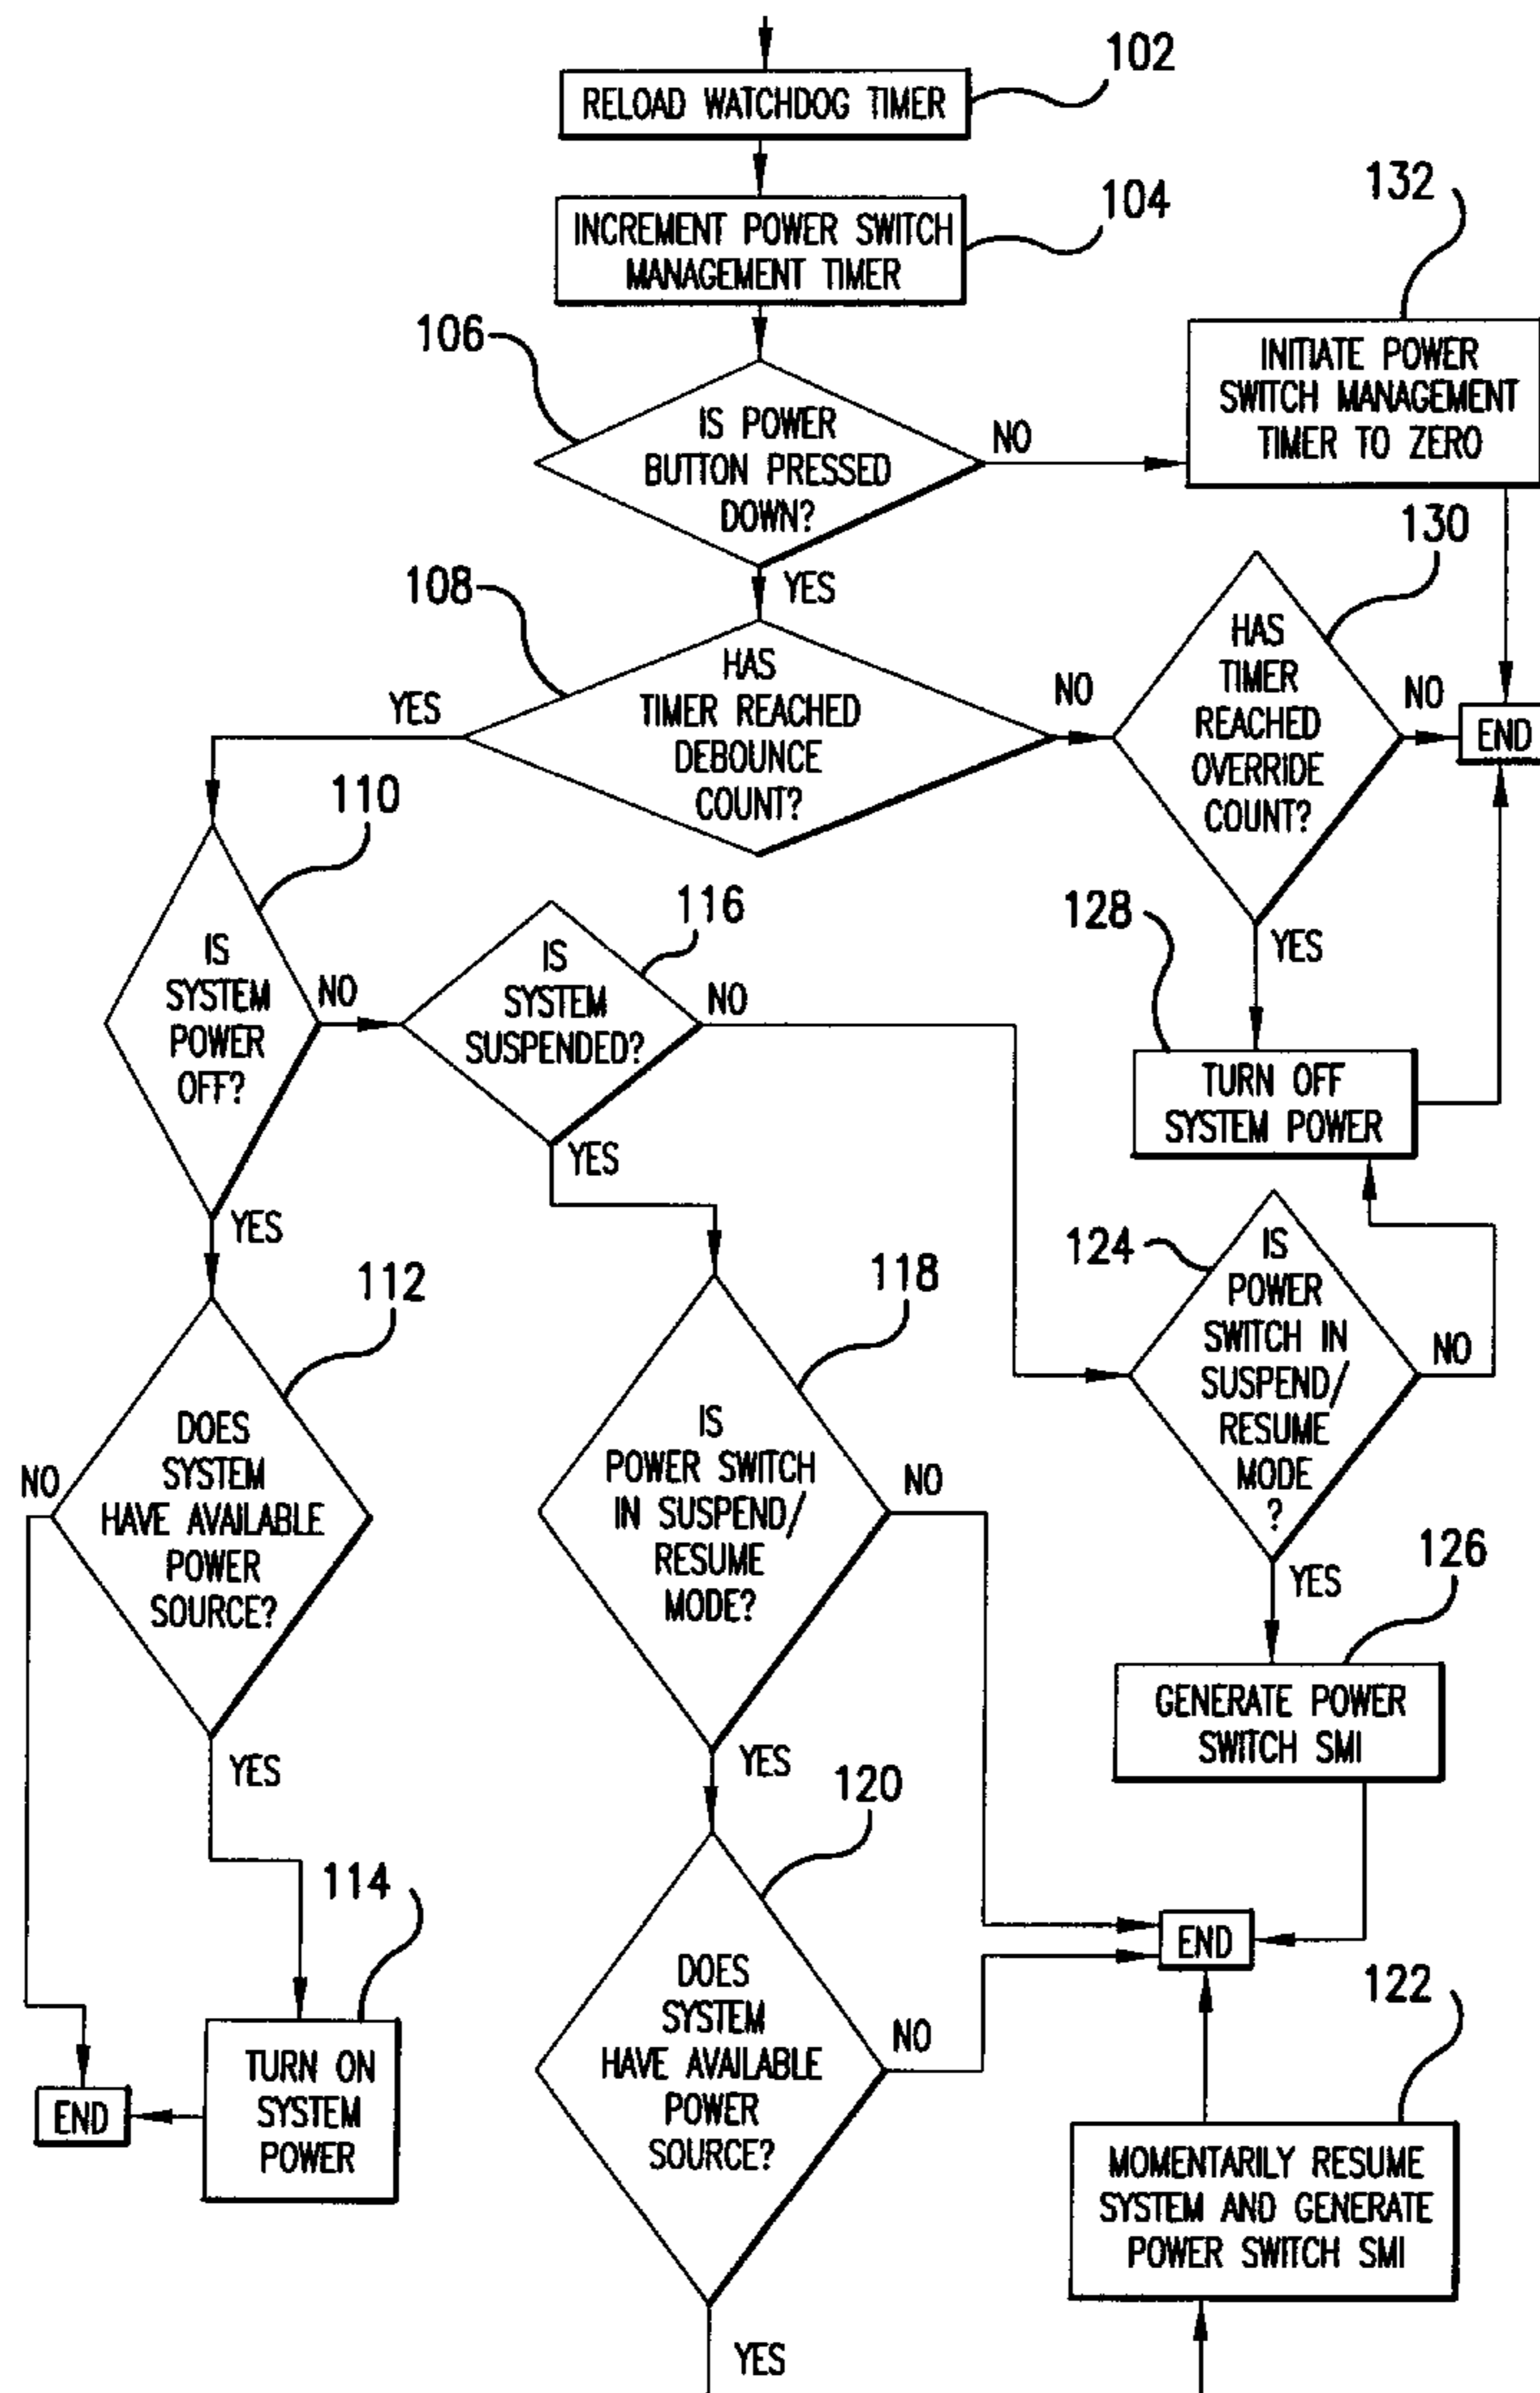 102
RELOAD WATCHDOG TIMER
104
INCREMENT POWER SWITCH
MANAGEMENT TIMER
132
INITIATE POWER
SWITCH MANAGEMENT
TIMER TO ZERO
106
IS POWER
BUTTON PRESSED
DOWN?
NO
YES
108
HAS
TIMER REACHED
DEBOUNCE
COUNT?
YES
NO
130
HAS
TIMER
REACHED
OVERRIDE
COUNT?
NO
END
YES
128
TURN OFF
SYSTEM POWER
110
IS
SYSTEM
POWER
OFF?
NO
YES
116
IS
SYSTEM
SUSPENDED?
NO
YES
124
IS
POWER
SWITCH IN
SUSPEND/
RESUME
MODE
?
NO
YES
112
DOES
SYSTEM
HAVE AVAILABLE
POWER
SOURCE?
NO
YES
118
IS
POWER SWITCH
IN SUSPEND/
RESUME
MODE?
NO
YES
126
GENERATE POWER
SWITCH SMI
114
TURN ON
SYSTEM
POWER
END
120
DOES
SYSTEM
HAVE AVAILABLE
POWER
SOURCE?
NO
YES
END
122
MOMENTARILY RESUME
SYSTEM AND GENERATE
POWER SWITCH SMI